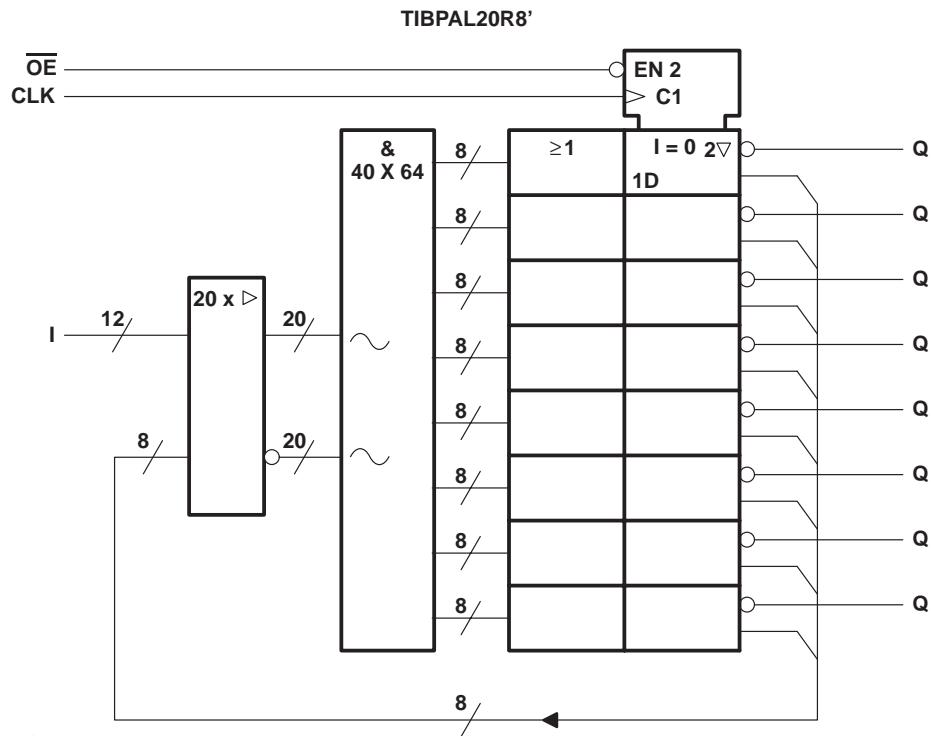 TIBPAL20R8’
OE
CLK
EN 2
C1
&
40 X 64
8
≥1
I = 0 2▽
1D
Q
8
Q
8
Q
20 x ▷
I
12
20
8
Q
8
Q
8
20
8
Q
8
Q
8
Q
8